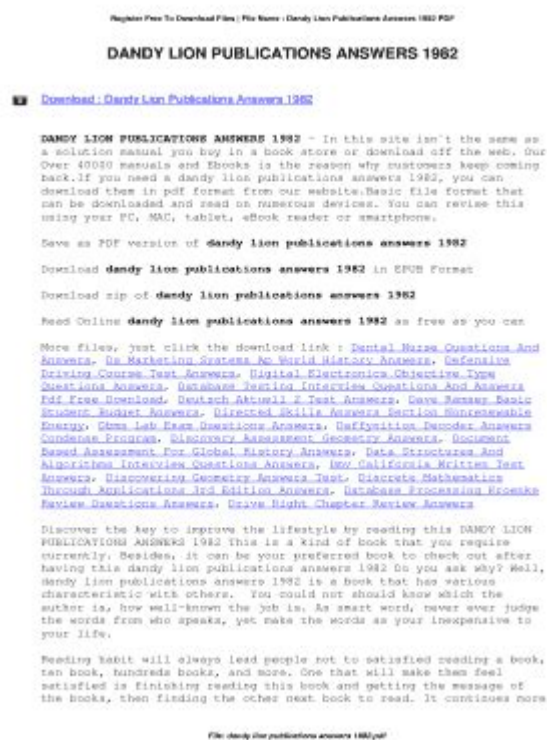 Register Free To Download Files | File Name : Dandy Lion Publications Answers 1982 PDF
DANDY LION PUBLICATIONS ANSWERS 1982
Download : Dandy Lion Publications Answers 1982
DANDY LION PUBLICATIONS ANSWERS 1982 - In this site isn`t the same as
a solution manual you buy in a book store or download off the web. Our
Over 40000 manuals and Ebooks is the reason why customers keep coming
back.If you need a dandy lion publications answers 1982, you can
download them in pdf format from our website.Basic file format that
can be downloaded and read on numerous devices. You can revise this
using your PC, MAC, tablet, eBook reader or smartphone.
Save as PDF version of dandy lion publications answers 1982
Download dandy lion publications answers 1982 in EPUB Format
Download zip of dandy lion publications answers 1982
Read Online dandy lion publications answers 1982 as free as you can
More files, just click the download link : Dental Nurse Questions And
Answers, Ds Marketing Systems Ap World History Answers, Defensive
Driving Course Test Answers, Digital Electronics Objective Type
Questions Answers, Database Testing Interview Questions And Answers
Pdf Free Download, Deutsch Aktuell 2 Test Answers, Dave Ramsey Basic
Student Budget Answers, Directed Skills Answers Section Nonrenewable
Energy, Dbms Lab Exam Questions Answers, Daffynition Decoder Answers
Condense Program, Discovery Assessment Geometry Answers, Document
Based Assessment For Global History Answers, Data Structures And
Algorithms Interview Questions Answers, Dmv California Written Test
Answers, Discovering Geometry Answers Test, Discrete Mathematics
Through Applications 3rd Edition Answers, Database Processing Kroenke
Review Questions Answers, Drive Right Chapter Review Answers
Discover the key to improve the lifestyle by reading this DANDY LION
PUBLICATIONS ANSWERS 1982 This is a kind of book that you require
currently. Besides, it can be your preferred book to check out after
having this dandy lion publications answers 1982 Do you ask why? Well,
dandy lion publications answers 1982 is a book that has various
characteristic with others. You could not should know which the
author is, how well-known the job is. As smart word, never ever judge
the words from who speaks, yet make the words as your inexpensive to
your life.
Reading habit will always lead people not to satisfied reading a book,
ten book, hundreds books, and more. One that will make them feel
satisfied is finishing reading this book and getting the message of
the books, then finding the other next book to read. It continues more
File: dandy lion publications answers 1982.pdf